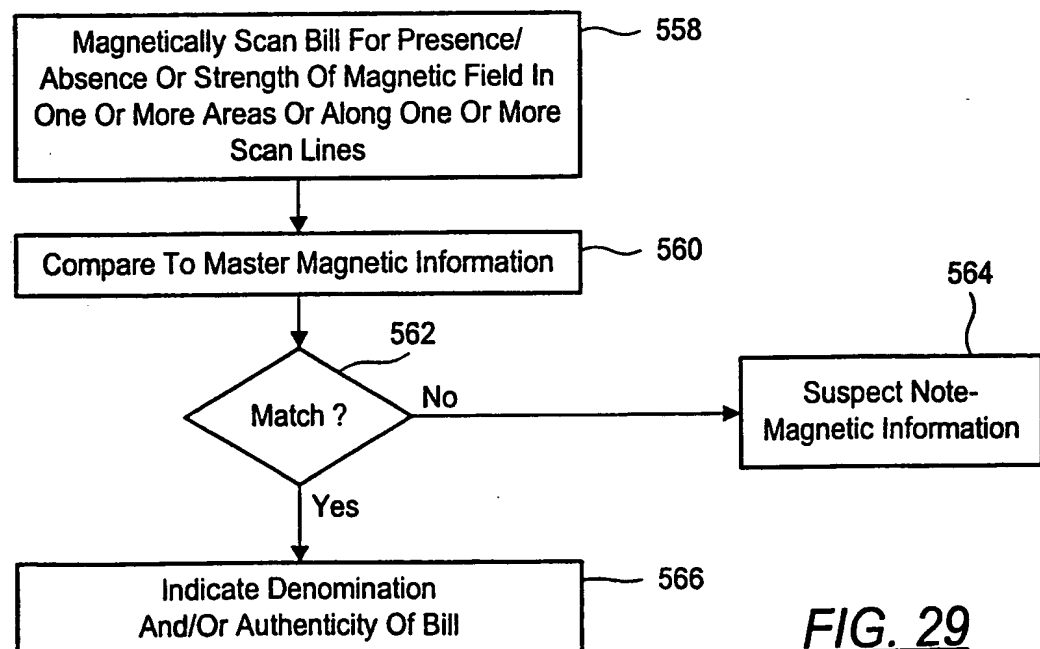 Magnetically Scan Bill For Presence/
Absence Or Strength Of Magnetic Field In
One Or More Areas Or Along One Or More
Scan Lines
558
Compare To Master Magnetic Information
560
562
Match ?
No
564
Suspect Note-
Magnetic Information
Yes
Indicate Denomination
And/Or Authenticity Of Bill
566
FIG. 29